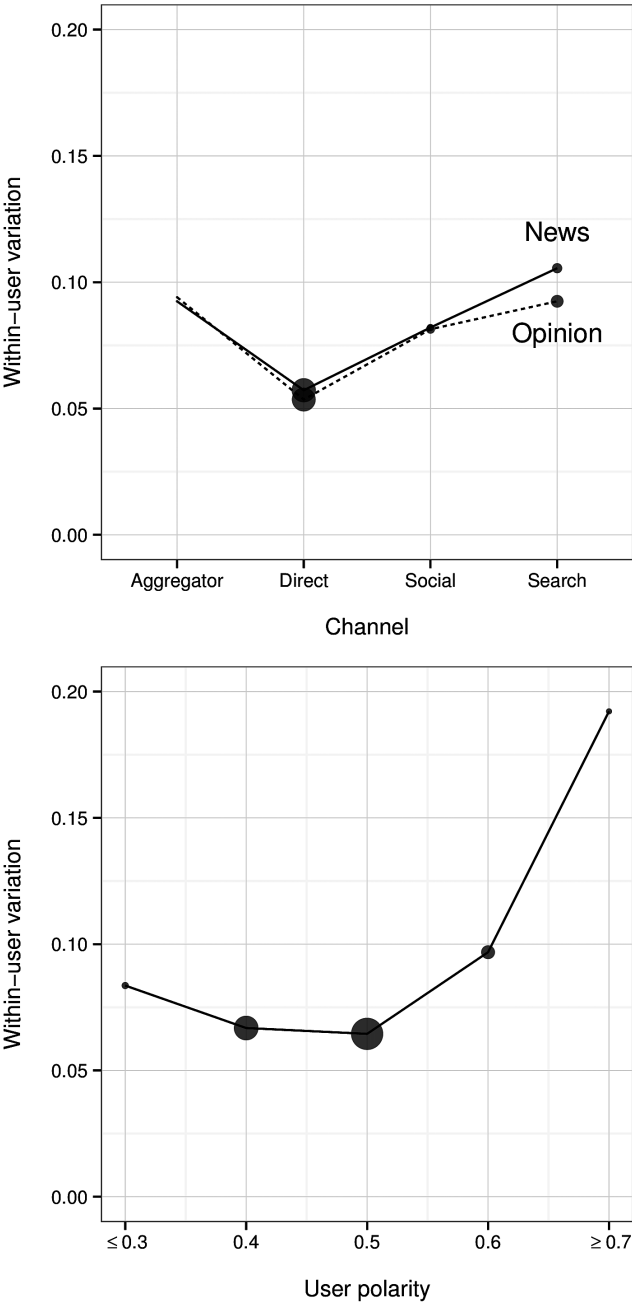 0.20
0.15
0.10
0.05
0.00
Within−user variation
News
Opinion
Aggregator Direct Social Search
Channel
0.20
0.15
0.10
0.05
0.00
Within−user variation
≤ 0.3 0.4 0.5 0.6 ≥ 0.7
User polarity